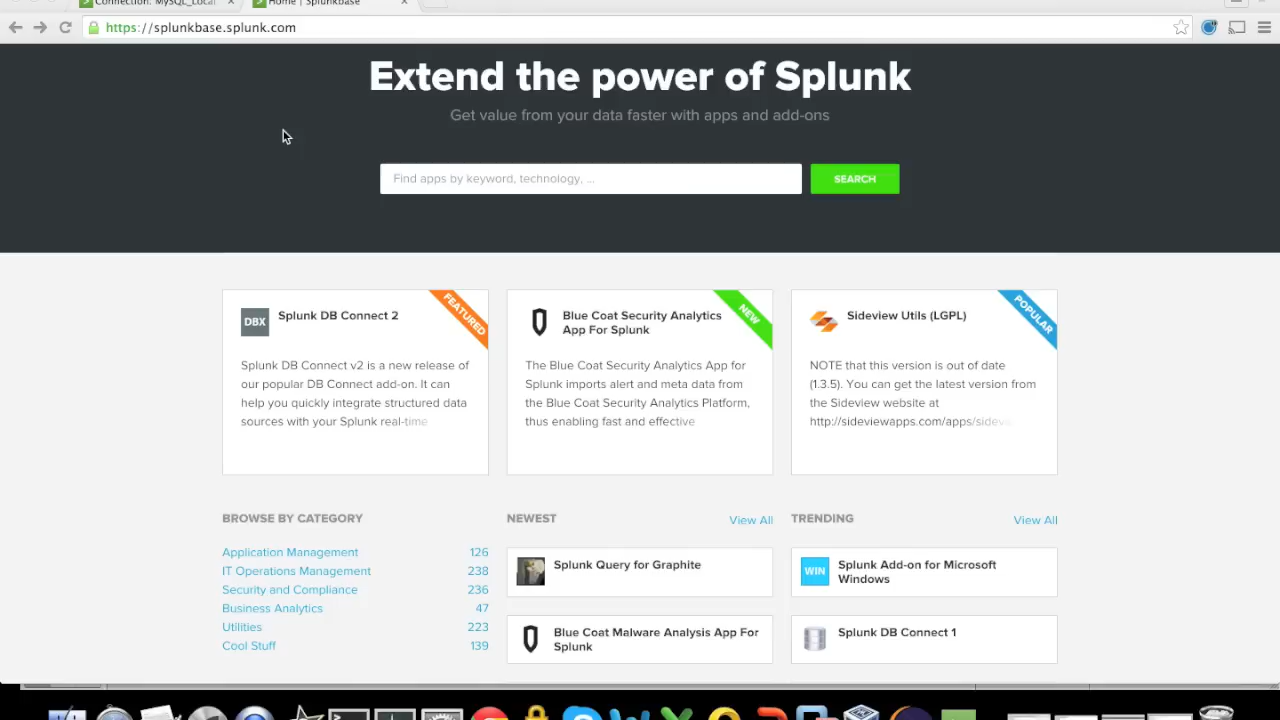 Connection: MySQL_Local
Home | Splunkbase
https://splunkbase.splunk.com
Extend the power of Splunk
Get value from your data faster with apps and add-ons
Find apps by keyword, technology, ...
SEARCH
DBX
Splunk DB Connect 2
FEATURED
Splunk DB Connect v2 is a new release of
our popular DB Connect add-on. It can
help you quickly integrate structured data
sources with your Splunk real-time
Blue Coat Security Analytics
App For Splunk
NEW
The Blue Coat Security Analytics App for
Splunk imports alert and meta data from
the Blue Coat Security Analytics Platform,
thus enabling fast and effective
Sideview Utils (LGPL)
POPULAR
NOTE that this version is out of date
(1.3.5). You can get the latest version from
the Sideview website at
http://sideviewapps.com/apps/sidevi
BROWSE BY CATEGORY
Application Management 126
IT Operations Management 238
Security and Compliance 236
Business Analytics 47
Utilities 223
Cool Stuff 139
NEWEST
View All
Splunk Query for Graphite
Blue Coat Malware Analysis App For
Splunk
TRENDING
View All
WIN
Splunk Add-on for Microsoft
Windows
Splunk DB Connect 1